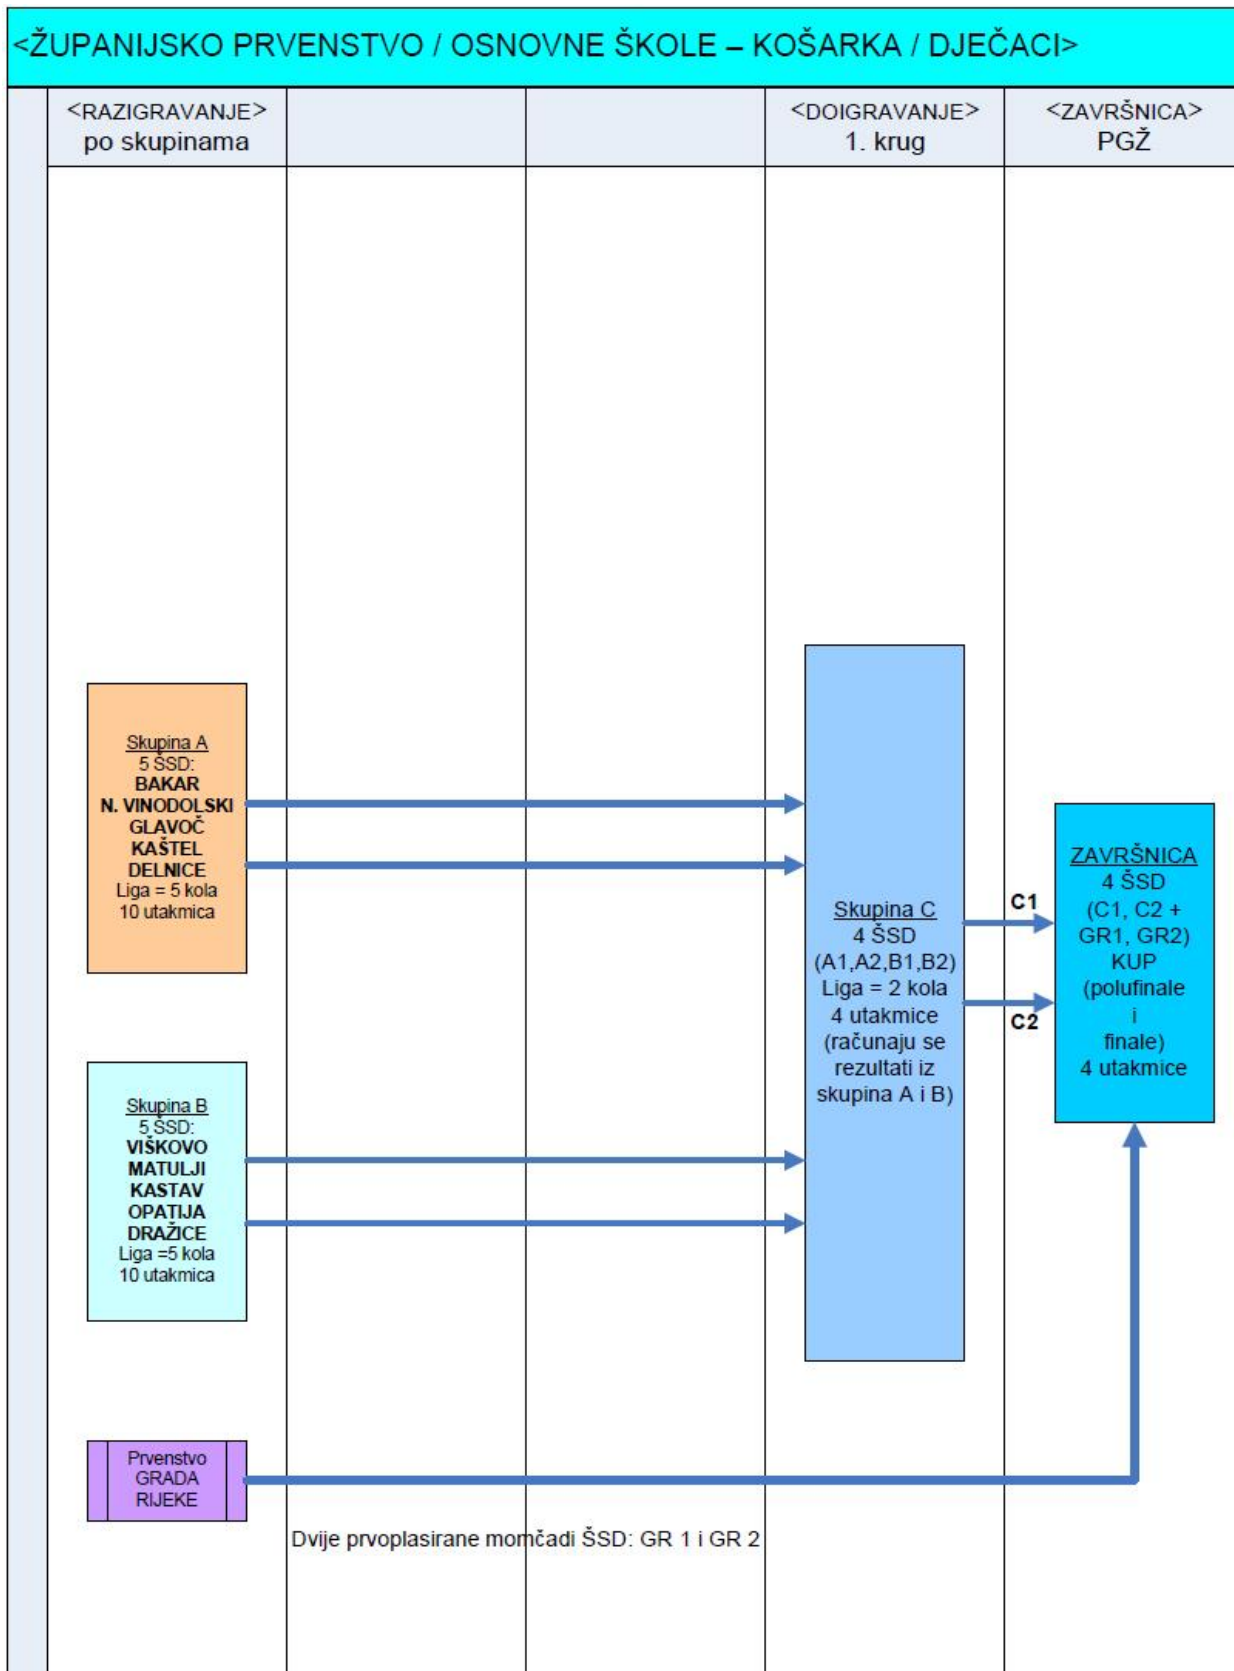 <ŽUPANIJSKO PRVENSTVO / OSNOVNE ŠKOLE – KOŠARKA / DJEČACI>
<RAZIGRAVANJE>
po skupinama
<DOIGRAVANJE>
1. krug
<ZAVRŠNICA>
PGŽ
Skupina A
5 ŠSD:
BAKAR
N. VINODOLSKI
GLAVOČ
KAŠTEL
DELNICE
Liga = 5 kola
10 utakmica
Skupina B
5 ŠSD:
VIŠKOVO
MATULJI
KASTAV
OPATIJA
DRAŽICE
Liga =5 kola
10 utakmica
Prvenstvo
GRADA
RIJEKE
Dvije prvoplasirane momčadi ŠSD: GR 1 i GR 2
Skupina C
4 ŠSD
(A1,A2,B1,B2)
Liga = 2 kola
4 utakmice
(računaju se
rezultati iz
skupina A i B)
C1
C2
ZAVRŠNICA
4 ŠSD
(C1, C2 +
GR1, GR2)
KUP
(polufinale
i
finale)
4 utakmice